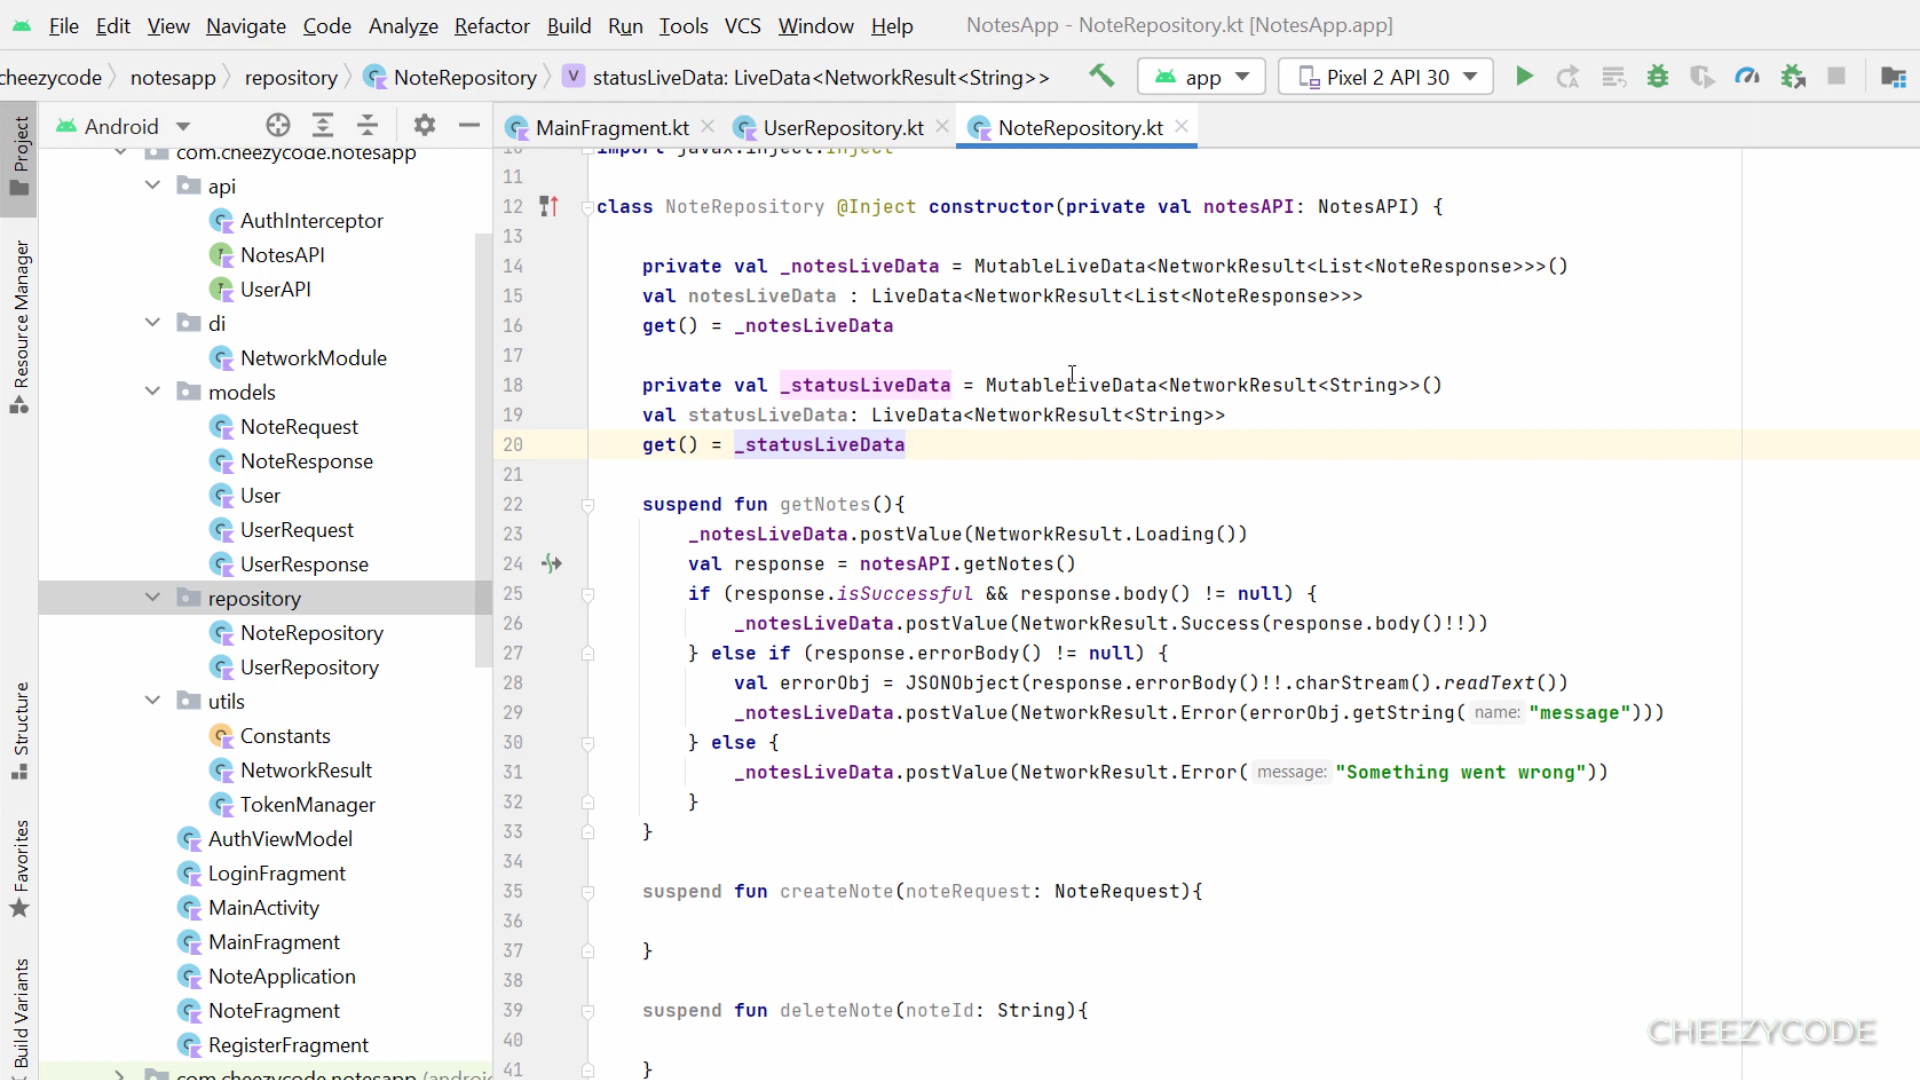 File Edit View Navigate Code Analyze Refactor Build Run Tools VCS Window Help NotesApp - NoteRepository.kt [NotesApp.app]
cheezycode notesapp repository NoteRepository V statusLiveData: LiveData<NetworkResult<String>> app Pixel 2 API 30
Project
Resource Manager
Structure
Favorites
Build Variants
Android
com.cheezycode.notesapp
api
AuthInterceptor
NotesAPI
UserAPI
di
NetworkModule
models
NoteRequest
NoteResponse
User
UserRequest
UserResponse
repository
NoteRepository
UserRepository
utils
Constants
NetworkResult
TokenManager
AuthViewModel
LoginFragment
MainActivity
MainFragment
NoteApplication
NoteFragment
RegisterFragment
com.cheezycode.notesapp
MainFragment.kt UserRepository.kt NoteRepository.kt
10 import javax.inject.Inject
11
12 class NoteRepository @Inject constructor(private val notesAPI: NotesAPI) {
13
14 private val _notesLiveData = MutableLiveData<NetworkResult<List<NoteResponse>>>()
15 val notesLiveData : LiveData<NetworkResult<List<NoteResponse>>>
16 get() = _notesLiveData
17
18 private val _statusLiveData = MutableLiveData<NetworkResult<String>>()
19 val statusLiveData: LiveData<NetworkResult<String>>
20 get() = _statusLiveData
21
22 suspend fun getNotes(){
23 _notesLiveData.postValue(NetworkResult.Loading())
24 val response = notesAPI.getNotes()
25 if (response.isSuccessful && response.body() != null) {
26 _notesLiveData.postValue(NetworkResult.Success(response.body()!!))
27 } else if (response.errorBody() != null) {
28 val errorObj = JSONObject(response.errorBody()!!.charStream().readText())
29 _notesLiveData.postValue(NetworkResult.Error(errorObj.getString( name: "message")))
30 } else {
31 _notesLiveData.postValue(NetworkResult.Error( message: "Something went wrong"))
32 }
33 }
34
35 suspend fun createNote(noteRequest: NoteRequest){
36
37 }
38
39 suspend fun deleteNote(noteId: String){
40
41 }
CHEEZYCODE